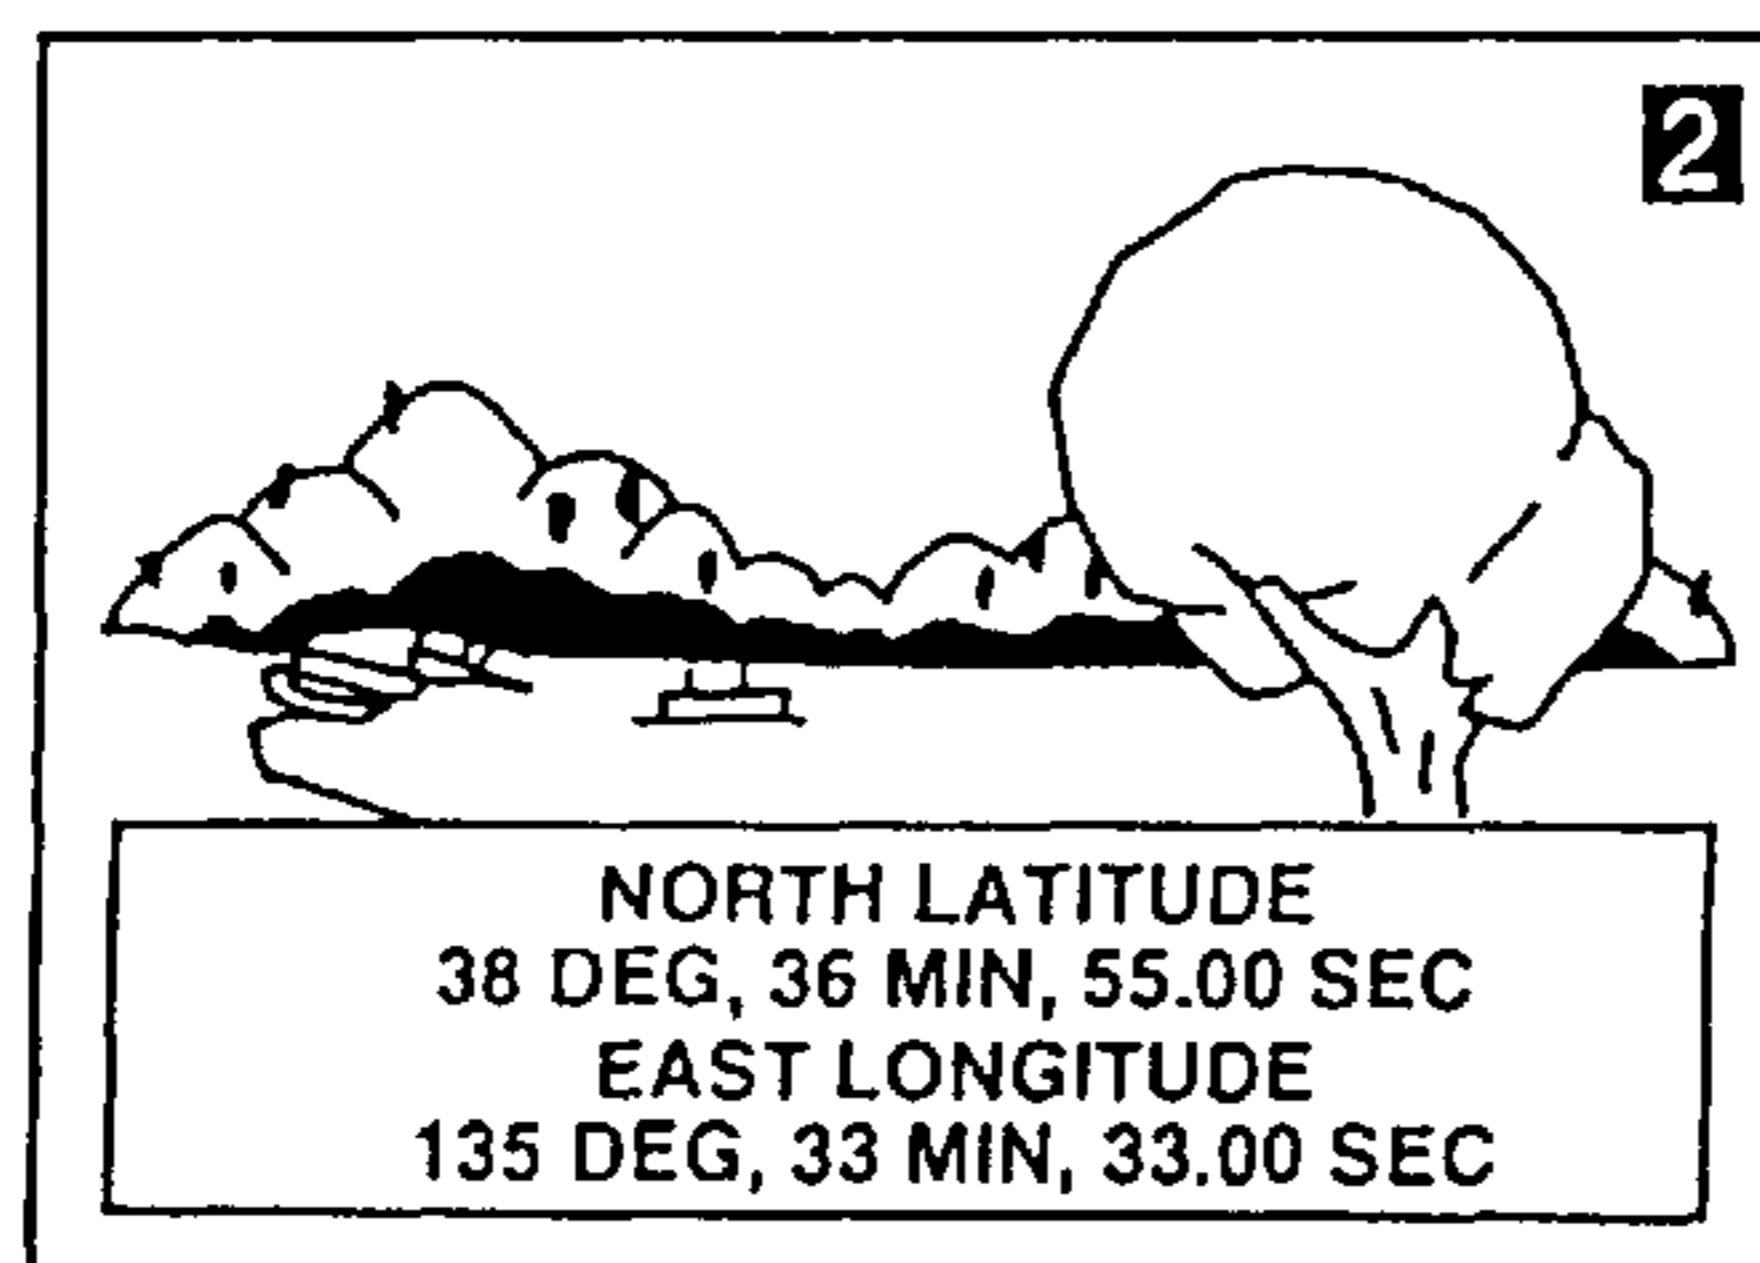 2
NORTH LATITUDE
38 DEG, 36 MIN, 55.00 SEC
EAST LONGITUDE
135 DEG, 33 MIN, 33.00 SEC